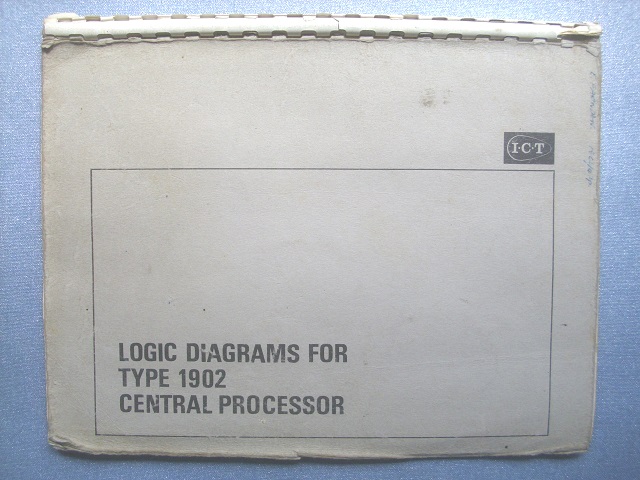 I·C·T
LOGIC DIAGRAMS FOR
TYPE 1902
CENTRAL PROCESSOR